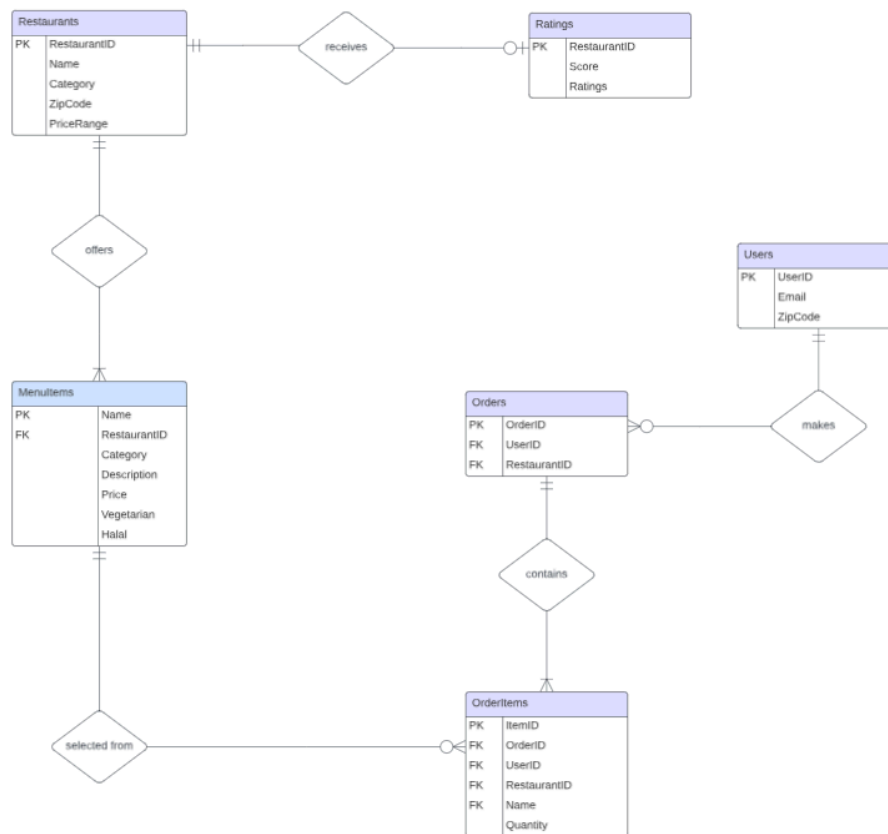 Restaurants
PK RestaurantID
Name
Category
ZipCode
PriceRange
receives
Ratings
PK RestaurantID
Score
Ratings
offers
Users
PK UserID
Email
ZipCode
MenuItems
PK Name
FK RestaurantID
Category
Description
Price
Vegetarian
Halal
Orders
PK OrderID
FK UserID
FK RestaurantID
makes
contains
selected from
OrderItems
PK ItemID
FK OrderID
FK UserID
FK RestaurantID
FK Name
Quantity